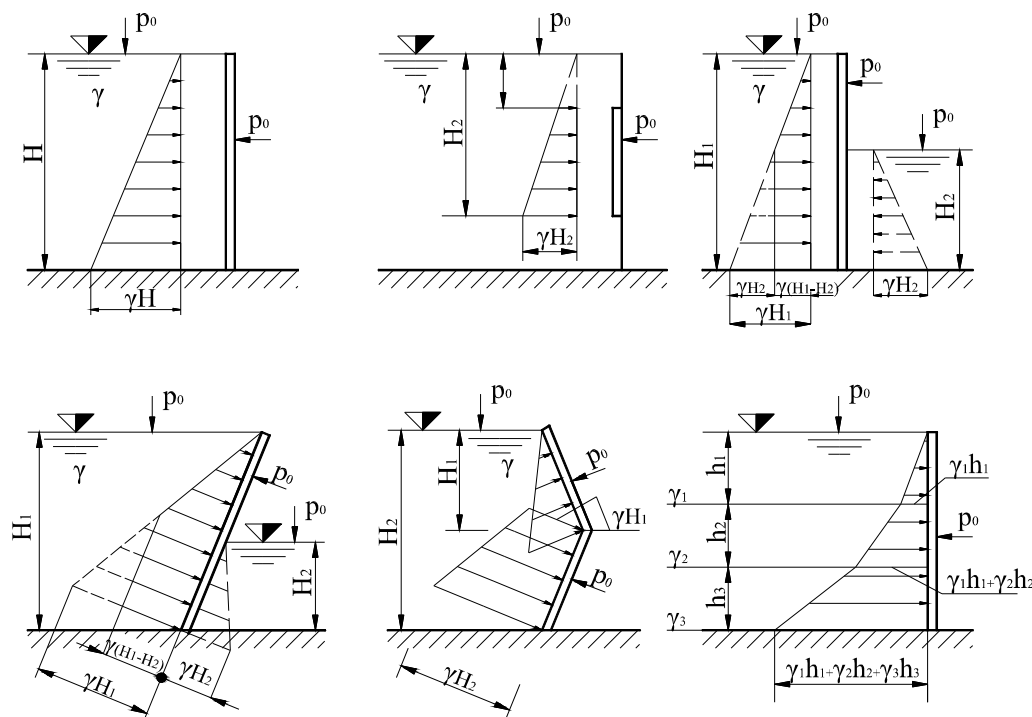 p₀
γ
H
p₀
γH
p₀
γ
H₂
p₀
γH₂
p₀
γ
p₀
H₁
p₀
H₂
γH₂
γ(H₁-H₂)
γH₂
γH₁
p₀
γ
H₁
p₀
p₀
H₂
γ(H₁-H₂)
γH₂
γH₁
p₀
γ
H₁
H₂
p₀
γH₁
p₀
γH₂
p₀
h₁
γ₁h₁
γ₁
h₂
p₀
γ₂
γ₁h₁+γ₂h₂
h₃
γ₃
γ₁h₁+γ₂h₂+γ₃h₃